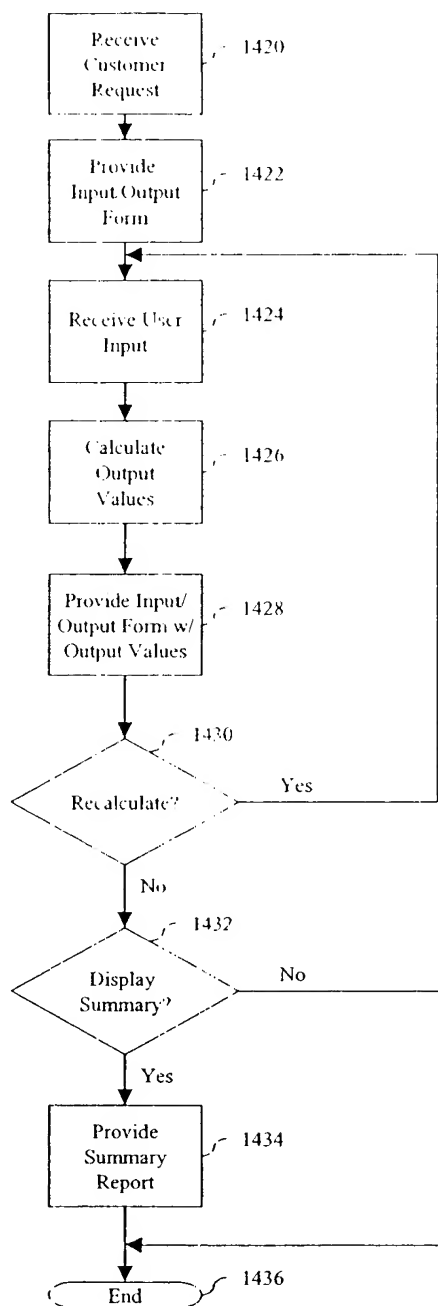 Receive
Customer
Request
1420
Provide
Input/Output
Form
1422
Receive User
Input
1424
Calculate
Output
Values
1426
Provide Input/
Output Form w/
Output Values
1428
1430
Recalculate?
Yes
No
1432
Display
Summary?
No
Yes
Provide
Summary
Report
1434
End
1436